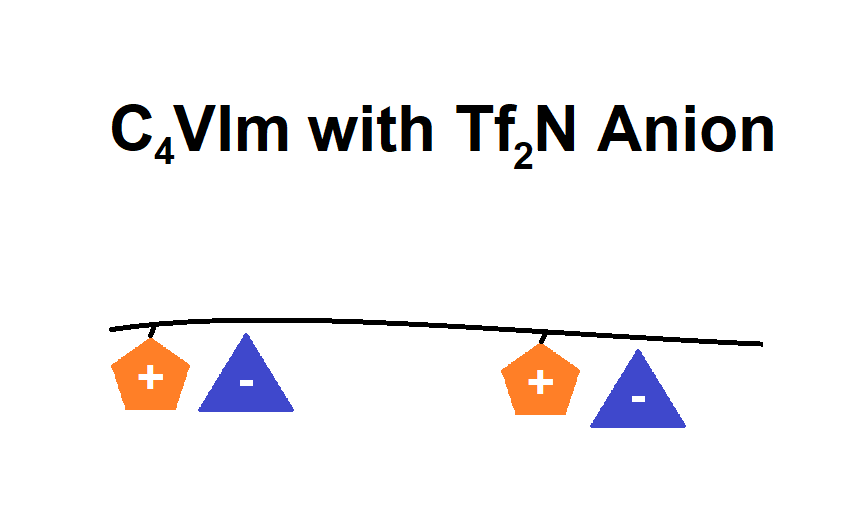 C₄VIm with Tf₂N Anion
+ - + -